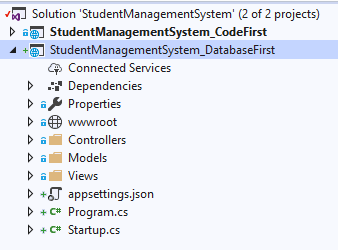 Solution 'StudentManagementSystem' (2 of 2 projects)
StudentManagementSystem_CodeFirst
StudentManagementSystem_DatabaseFirst
Connected Services
Dependencies
Properties
wwwroot
Controllers
Models
Views
appsettings.json
C# Program.cs
C# Startup.cs